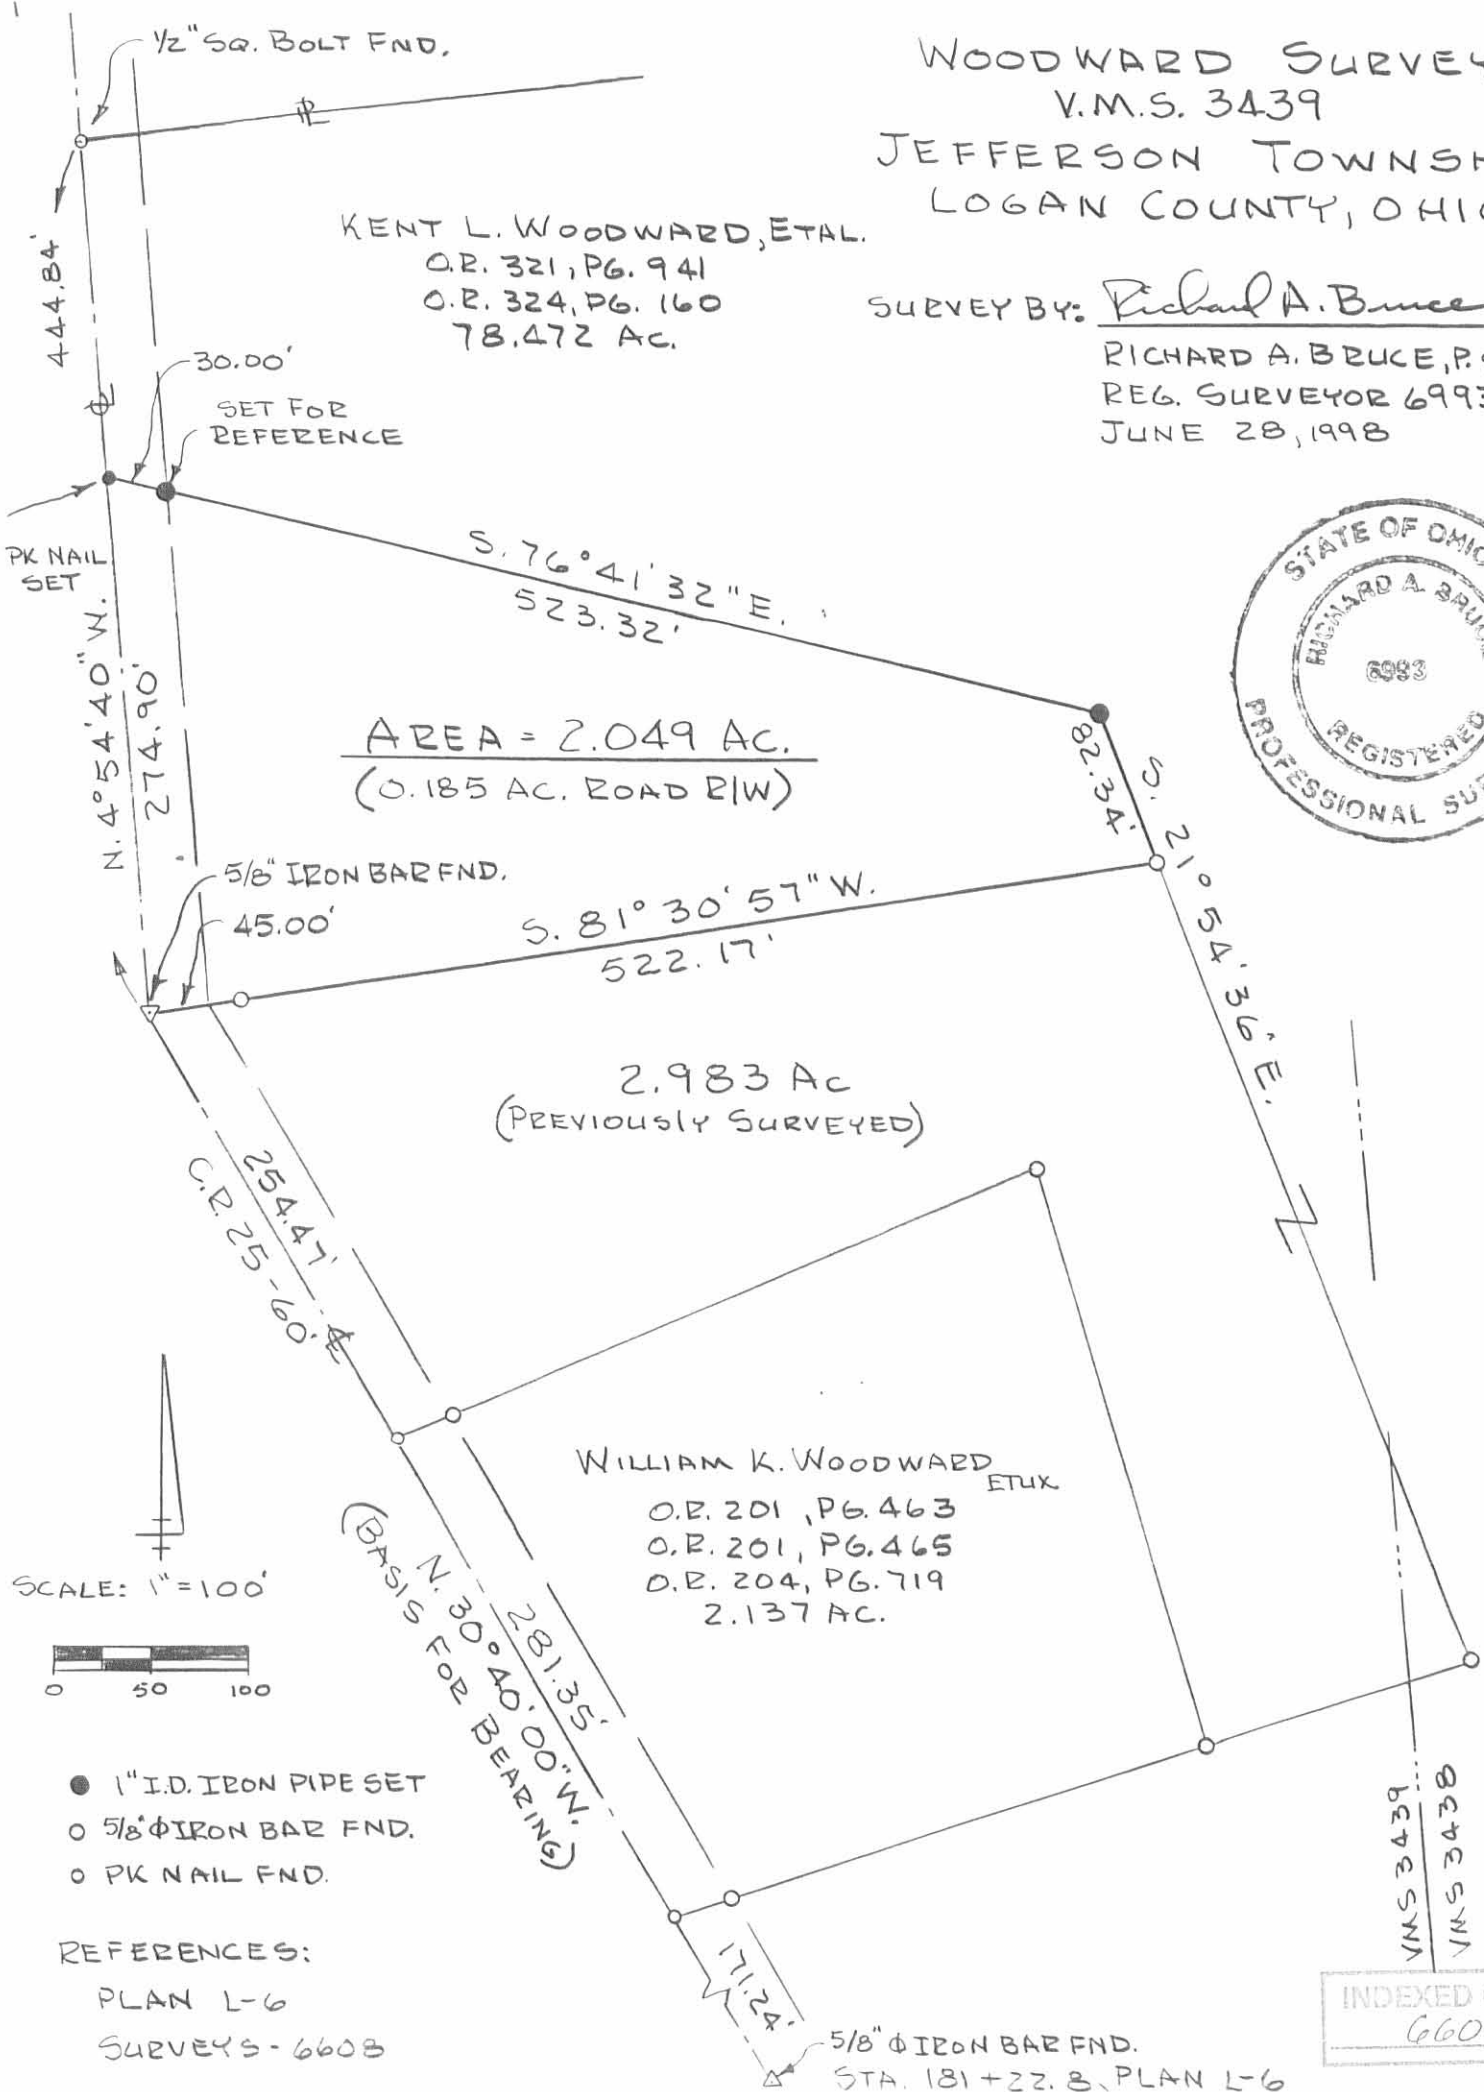 1/2" SQ. BOLT FND.
WOODWARD SURVEY
V.M.S. 3439
JEFFERSON TOWNSH
LOGAN COUNTY, OHIO
SURVEY BY: Richard A. Bruce
RICHARD A. BRUCE, P.
REG. SURVEYOR 6993
JUNE 28, 1998
STATE OF OHIO
RICHARD A. BRUCE
6993
REGISTERED
PROFESSIONAL SU
℄
444.84'
KENT L. WOODWARD, ETAL.
O.R. 321, PG. 941
O.R. 324, PG. 160
78.472 AC.
30.00'
SET FOR
REFERENCE
PK NAIL
SET
S. 76° 41' 32" E.
523.32'
N. 4° 54' 40" W.
274.90'
AREA = 2.049 AC.
(0.185 AC. ROAD R/W)
82.34'
S. 21° 54' 36" E.
5/8" IRON BAR FND.
45.00'
S. 81° 30' 57" W.
522.17'
2.983 AC
(PREVIOUSLY SURVEYED)
254.47'
C.R. 25 - 60' ℄
WILLIAM K. WOODWARD ETUX
O.R. 201, PG. 463
O.R. 201, PG. 465
O.R. 204, PG. 719
2.137 AC.
SCALE: 1" = 100'
0 50 100
281.35'
N. 30° 40' 00" W.
(BASIS FOR BEARING)
1" I.D. IRON PIPE SET
5/8" Φ IRON BAR FND.
PK NAIL FND.
VMS 3439
VMS 3438
REFERENCES:
PLAN L-6
SURVEYS - 6608
171.24'
5/8" Φ IRON BAR FND.
STA. 181 + 22.8, PLAN L-6
INDEXED
660